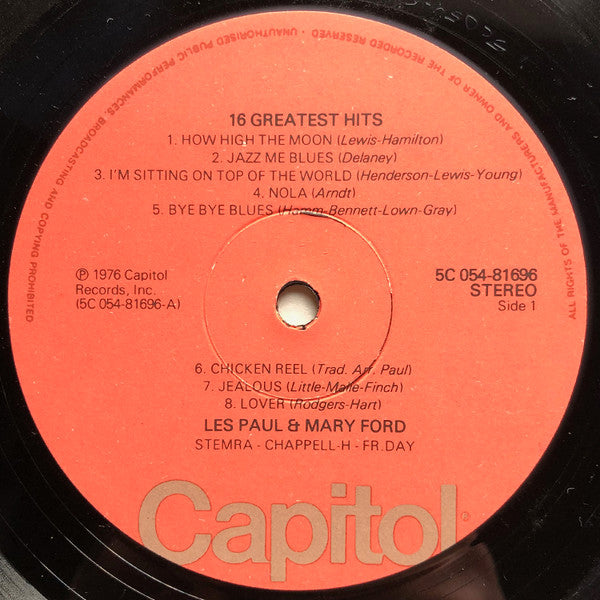 ALL RIGHTS OF THE MANUFACTURERS AND OWNER OF THE RECORDED RESERVED · UNAUTHORISED PUBLIC PERFORMANCES, BROADCASTING AND COPYING PROHIBITED
16 GREATEST HITS
1. HOW HIGH THE MOON (Lewis-Hamilton)
2. JAZZ ME BLUES (Delaney)
3. I'M SITTING ON TOP OF THE WORLD (Henderson-Lewis-Young)
4. NOLA (Arndt)
5. BYE BYE BLUES (Hamm-Bennett-Lown-Gray)
℗ 1976 Capitol
Records, Inc.
(5C 054-81696-A)
5C 054-81696
STEREO
Side 1
6. CHICKEN REEL (Trad. Arr. Paul)
7. JEALOUS (Little-Malie-Finch)
8. LOVER (Rodgers-Hart)
LES PAUL & MARY FORD
STEMRA - CHAPPELL-H - FR.DAY
Capitol®